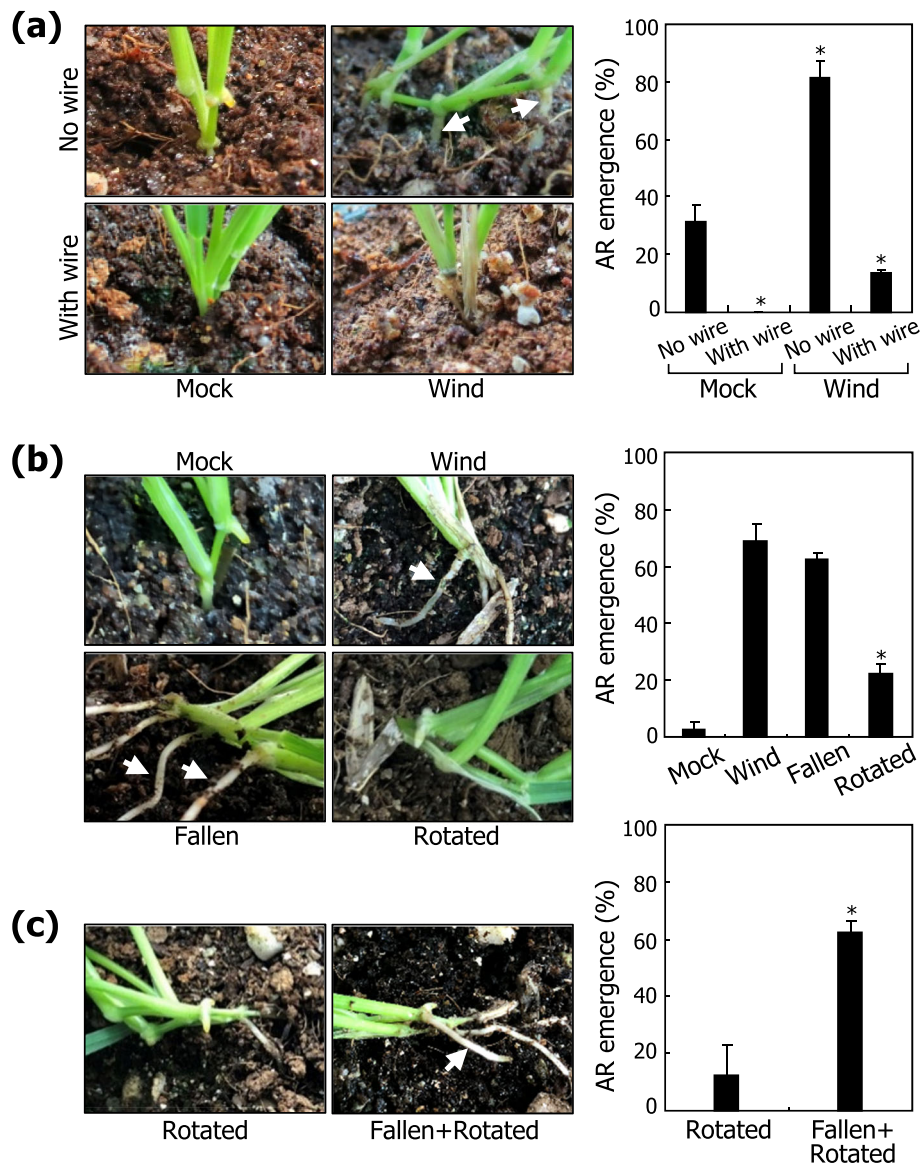 (a)
No wire
With wire
Mock
Wind
AR emergence (%)
100
80
60
40
20
0
*
*
*
No wire
With wire
No wire
With wire
Mock
Wind
(b)
Mock
Wind
Fallen
Rotated
AR emergence (%)
100
80
60
40
20
0
*
Mock
Wind
Fallen
Rotated
(c)
Rotated
Fallen+Rotated
AR emergence (%)
100
80
60
40
20
0
*
Rotated
Fallen+
Rotated